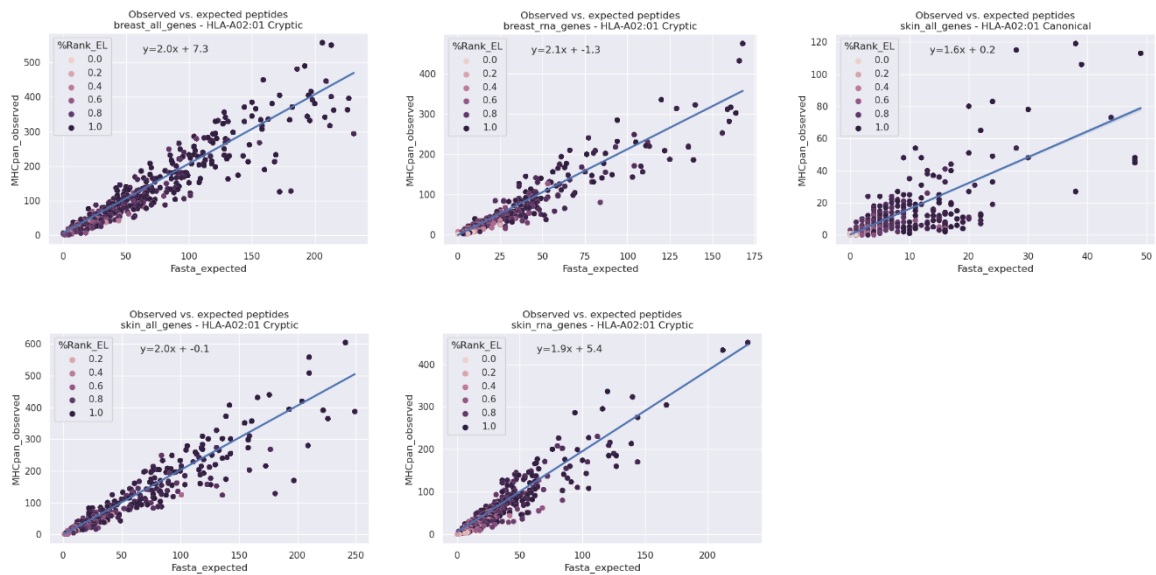 Observed vs. expected peptides
breast_all_genes - HLA-A02:01 Cryptic
%Rank_EL
0.0
0.2
0.4
0.6
0.8
1.0
y=2.0x + 7.3
MHCpan_observed
500
400
300
200
100
0
0
50
100
150
200
Fasta_expected
Observed vs. expected peptides
breast_rna_genes - HLA-A02:01 Cryptic
%Rank_EL
0.0
0.2
0.4
0.6
0.8
1.0
y=2.1x + -1.3
MHCpan_observed
400
300
200
100
0
0
25
50
75
100
125
150
175
Fasta_expected
Observed vs. expected peptides
skin_all_genes - HLA-A02:01 Canonical
%Rank_EL
0.0
0.2
0.4
0.6
0.8
1.0
y=1.6x + 0.2
MHCpan_observed
120
100
80
60
40
20
0
0
10
20
30
40
50
Fasta_expected
Observed vs. expected peptides
skin_all_genes - HLA-A02:01 Cryptic
%Rank_EL
0.2
0.4
0.6
0.8
1.0
y=2.0x + -0.1
MHCpan_observed
600
500
400
300
200
100
0
0
50
100
150
200
250
Fasta_expected
Observed vs. expected peptides
skin_rna_genes - HLA-A02:01 Cryptic
%Rank_EL
0.0
0.2
0.4
0.6
0.8
1.0
y=1.9x + 5.4
MHCpan_observed
400
300
200
100
0
0
50
100
150
200
Fasta_expected